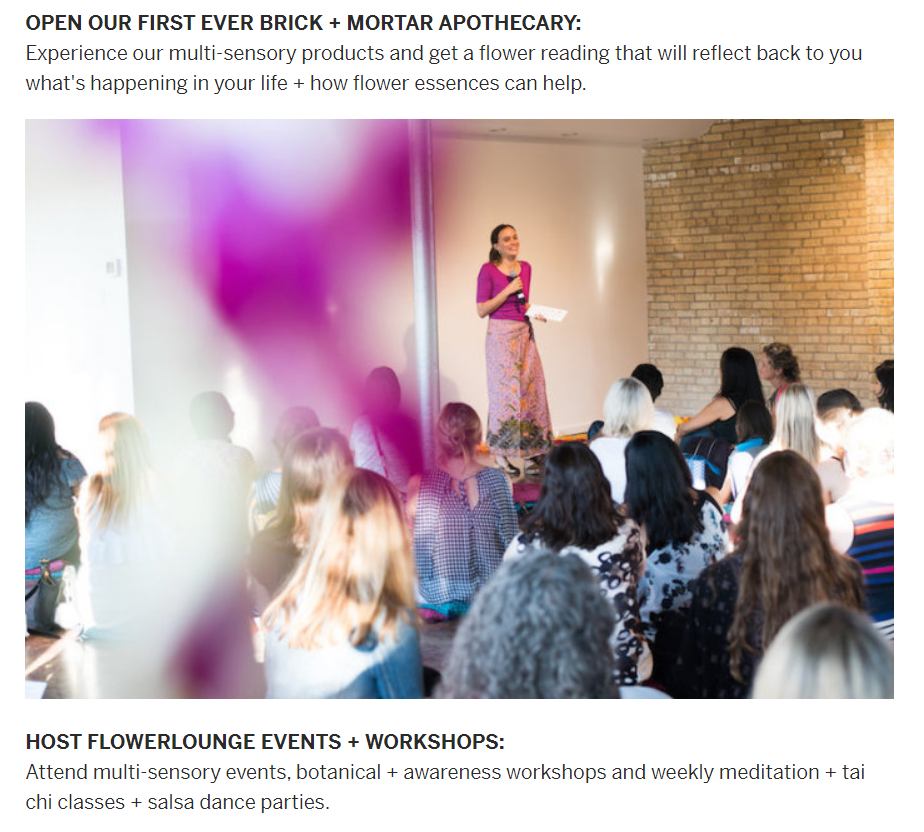 OPEN OUR FIRST EVER BRICK + MORTAR APOTHECARY:
Experience our multi-sensory products and get a flower reading that will reflect back to you
what's happening in your life + how flower essences can help.
HOST FLOWERLOUNGE EVENTS + WORKSHOPS:
Attend multi-sensory events, botanical + awareness workshops and weekly meditation + tai
chi classes + salsa dance parties.